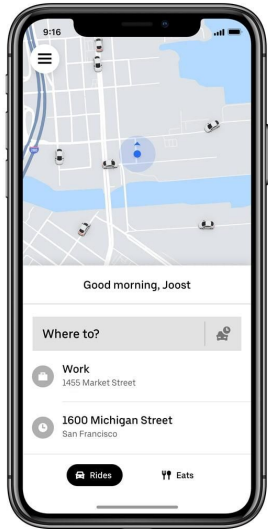 9:16
Good morning, Joost
Where to?
Work
1455 Market Street
1600 Michigan Street
San Francisco
Rides
Eats